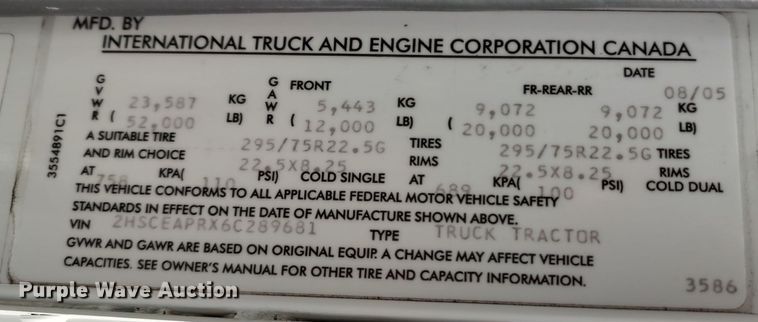 MFD. BY
INTERNATIONAL TRUCK AND ENGINE CORPORATION CANADA
DATE
GVWR 23,587 KG GAWR FRONT 5,443 KG FR-REAR-RR 9,072 9,072 KG 08/05
( 52,000 LB) ( 12,000 LB) ( 20,000 20,000 LB)
A SUITABLE TIRE 295/75R22.5G TIRES 295/75R22.5G TIRES
AND RIM CHOICE 22.5X8.25 RIMS 22.5X8.25 RIMS
AT 758 KPA( 110 PSI) COLD SINGLE AT 689 KPA( 100 PSI) COLD DUAL
THIS VEHICLE CONFORMS TO ALL APPLICABLE FEDERAL MOTOR VEHICLE SAFETY
STANDARDS IN EFFECT ON THE DATE OF MANUFACTURE SHOWN ABOVE.
VIN 2HSCEAPRX6C289681 TYPE TRUCK TRACTOR
GVWR AND GAWR ARE BASED ON ORIGINAL EQUIP. A CHANGE MAY AFFECT VEHICLE
CAPACITIES. SEE OWNER'S MANUAL FOR OTHER TIRE AND CAPACITY INFORMATION.
3586
3554891C1
Purple Wave Auction